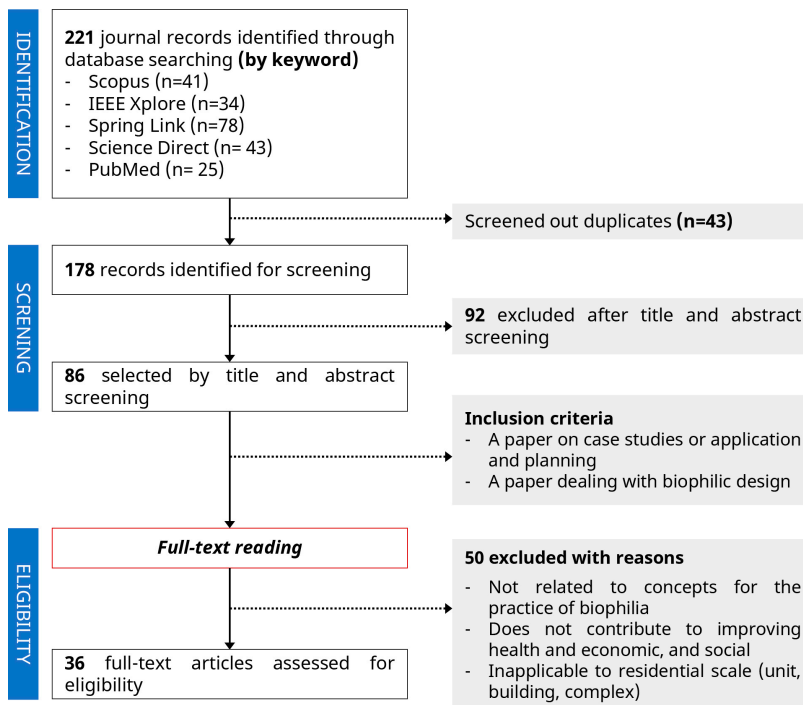 IDENTIFICATION
221 journal records identified through
database searching (by keyword)
- Scopus (n=41)
- IEEE Xplore (n=34)
- Spring Link (n=78)
- Science Direct (n= 43)
- PubMed (n= 25)
Screened out duplicates (n=43)
SCRENING
178 records identified for screening
92 excluded after title and abstract
screening
86 selected by title and abstract
screening
Inclusion criteria
- A paper on case studies or application
and planning
- A paper dealing with biophilic design
ELIGIBILITY
Full-text reading
50 excluded with reasons
- Not related to concepts for the
practice of biophilia
- Does not contribute to improving
health and economic, and social
- Inapplicable to residential scale (unit,
building, complex)
36 full-text articles assessed for
eligibility